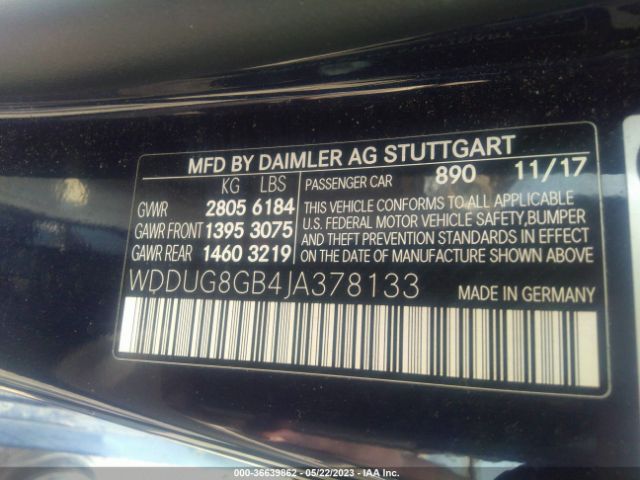 MFD BY DAIMLER AG STUTTGART
KG LBS
GVWR 2805 6184
GAWR FRONT 1395 3075
GAWR REAR 1460 3219
PASSENGER CAR 890 11/17
THIS VEHICLE CONFORMS TO ALL APPLICABLE
U.S. FEDERAL MOTOR VEHICLE SAFETY, BUMPER
AND THEFT PREVENTION STANDARDS IN EFFECT
ON THE DATE OF MANUFACTURE SHOWN ABOVE.
WDDUG8GB4JA378133 MADE IN GERMANY
000-36639862 - 05/22/2023 - IAA Inc.